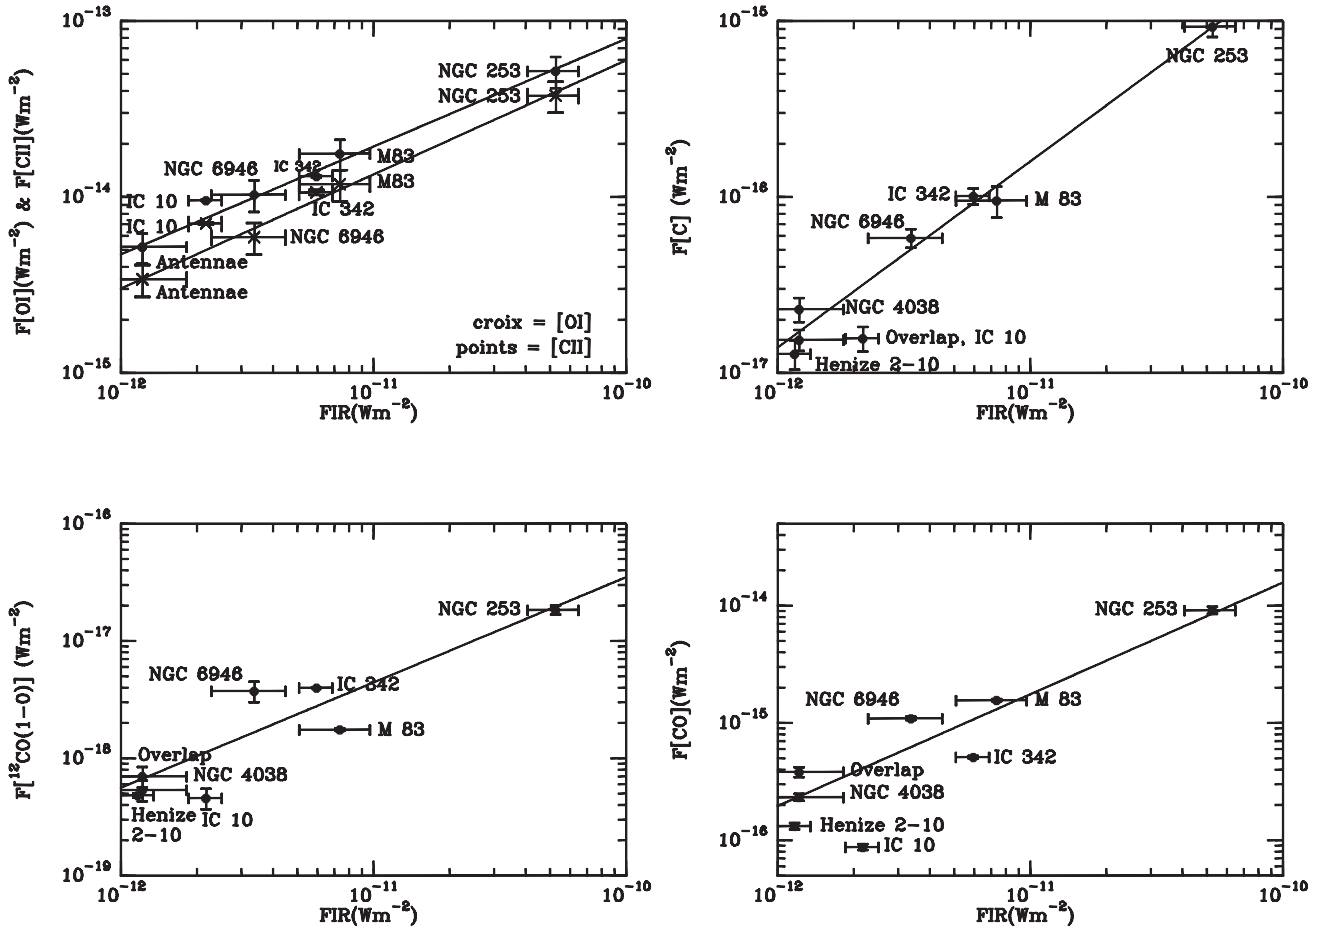 10⁻¹³
NGC 253
NGC 253
NGC 6946
IC 342
M83
M83
10⁻¹⁴
IC 10
IC 10
IC 342
NGC 6946
Antennae
Antennae
croix = [OI]
points = [CII]
10⁻¹⁵
10⁻¹²
10⁻¹¹
10⁻¹⁰
FIR(Wm⁻²)
F[OI](Wm⁻²) & F[CII](Wm⁻²)
10⁻¹⁵
NGC 253
10⁻¹⁶
IC 342
M 83
NGC 6946
NGC 4038
Overlap, IC 10
Henize 2-10
10⁻¹⁷
10⁻¹²
10⁻¹¹
10⁻¹⁰
FIR(Wm⁻²)
F[C] (Wm⁻²)
10⁻¹⁶
NGC 253
10⁻¹⁷
NGC 6946
IC 342
M 83
10⁻¹⁸
Overlap
NGC 4038
Henize
2-10
IC 10
10⁻¹⁹
10⁻¹²
10⁻¹¹
10⁻¹⁰
FIR(Wm⁻²)
F[¹²CO(1-0)] (Wm⁻²)
10⁻¹⁴
NGC 253
NGC 6946
M 83
10⁻¹⁵
IC 342
Overlap
NGC 4038
Henize 2-10
10⁻¹⁶
IC 10
10⁻¹²
10⁻¹¹
10⁻¹⁰
FIR(Wm⁻²)
F[CO](Wm⁻²)